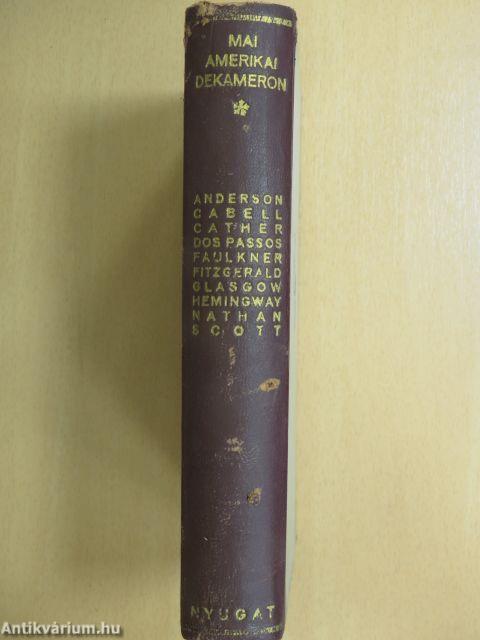 MAI
AMERIKAI
DEKAMERON
ANDERSON
CABELL
CATHER
DOS PASSOS
FAULKNER
FITZGERALD
GLASGOW
HEMINGWAY
NATHAN
SCOTT
NYUGAT
Antikvárium.hu